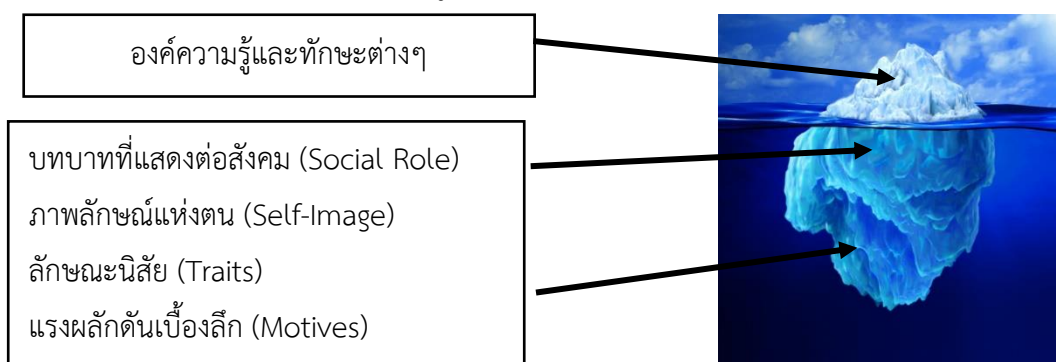 องค์ความรู้และทักษะต่างๆ
บทบาทที่แสดงต่อสังคม (Social Role)
ภาพลักษณ์แห่งตน (Self-Image)
ลักษณะนิสัย (Traits)
แรงผลักดันเบื้องลึก (Motives)